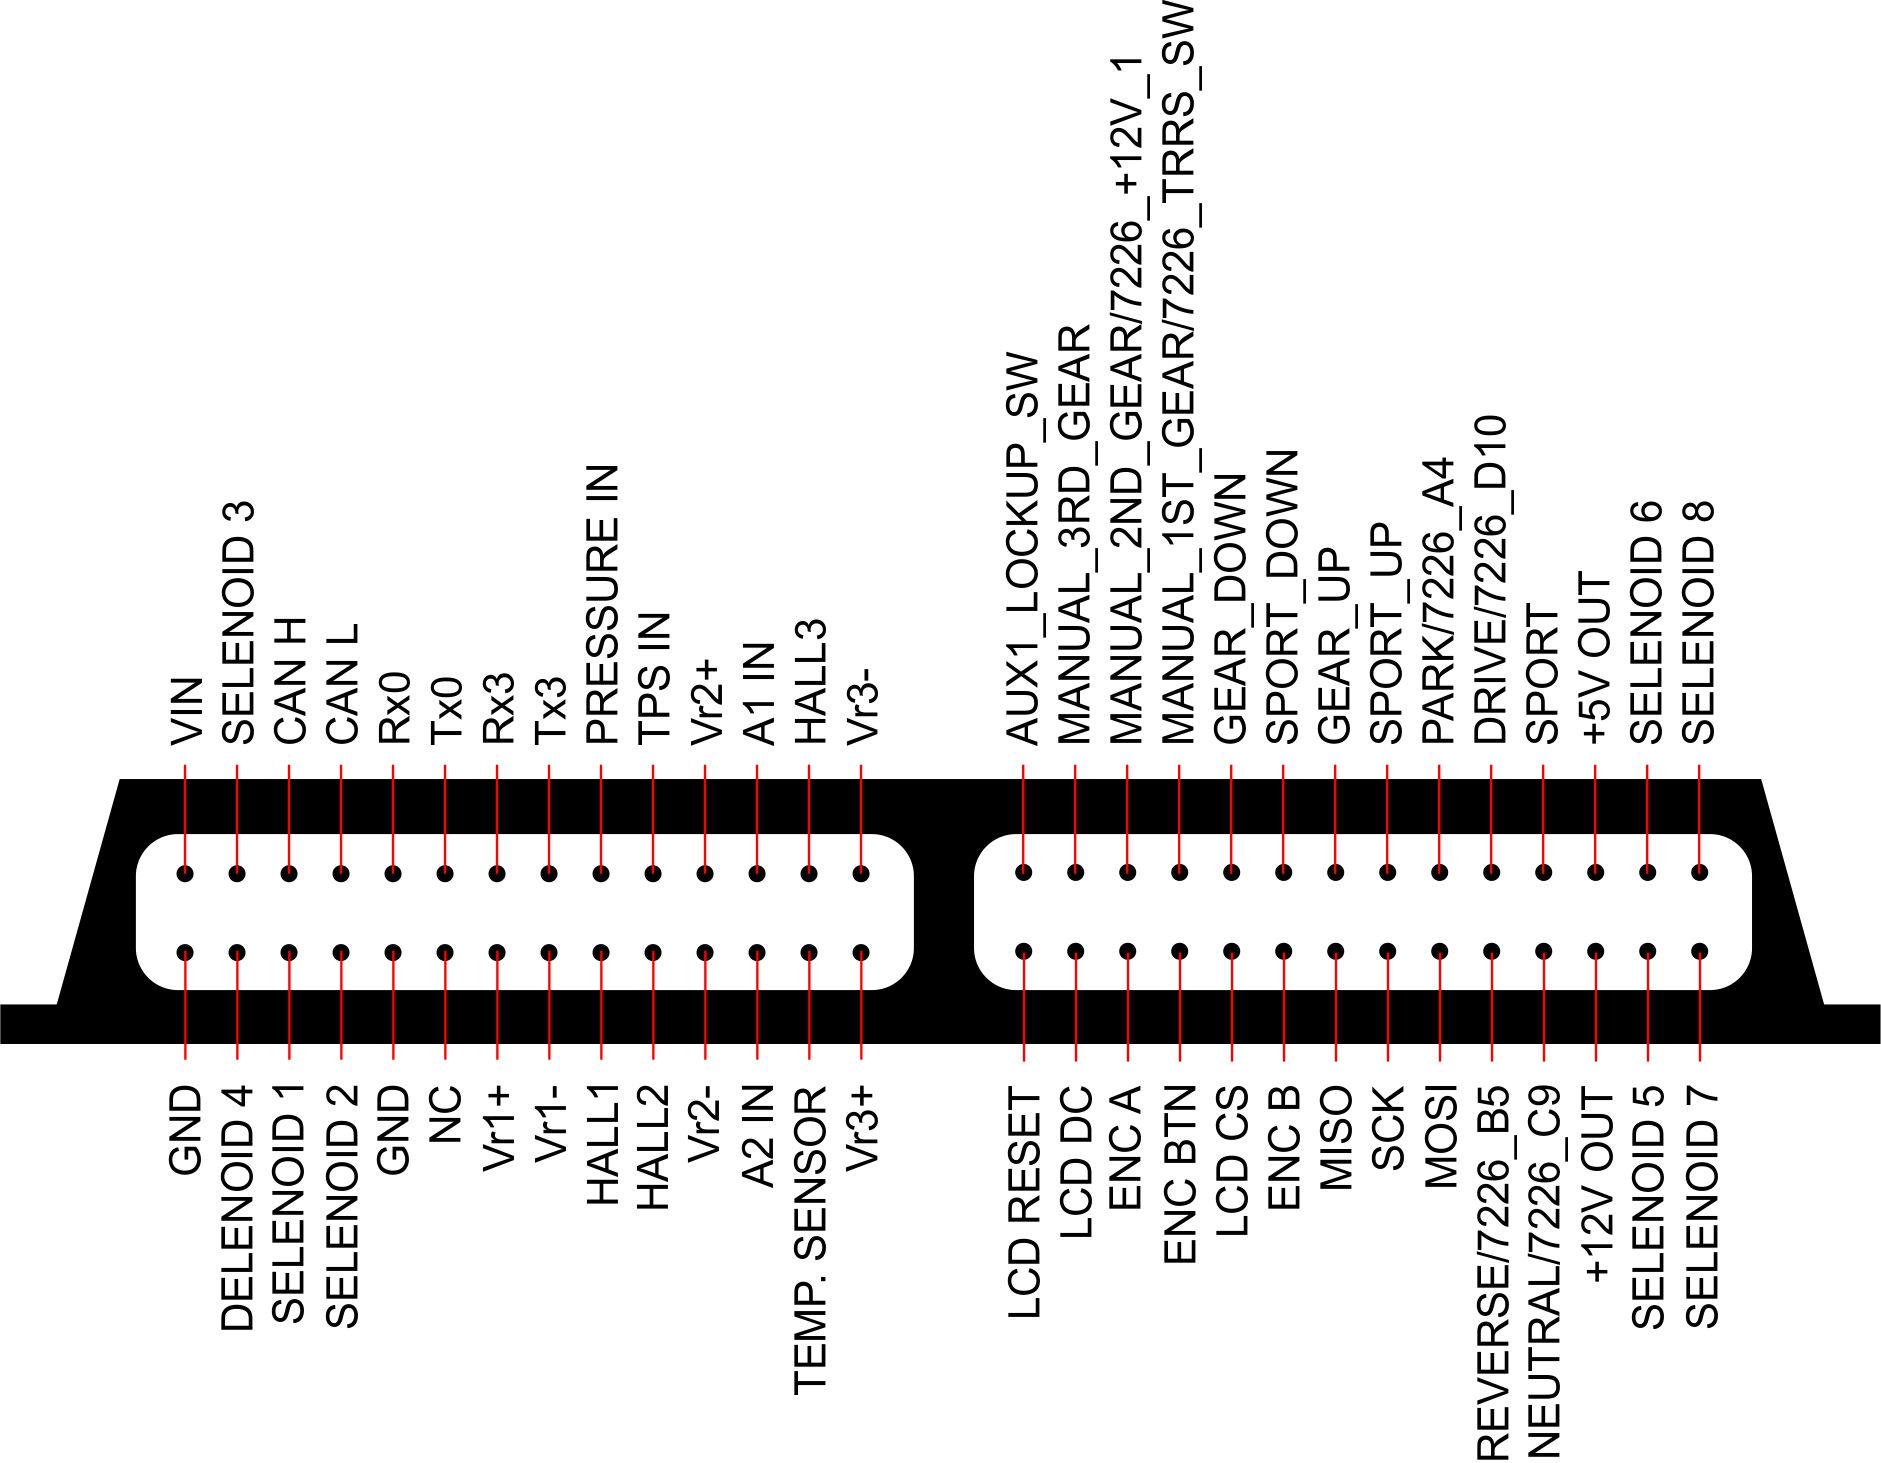 VIN
SELENOID 3
CAN H
CAN L
Rx0
Tx0
Rx3
Tx3
PRESSURE IN
TPS IN
Vr2+
A1 IN
HALL3
Vr3-
AUX1_LOCKUP_SW
MANUAL_3RD_GEAR
MANUAL_2ND_GEAR/7226_+12V_1
MANUAL_1ST_GEAR/7226_TRRS_SW
GEAR_DOWN
SPORT_DOWN
GEAR_UP
SPORT_UP
PARK/7226_A4
DRIVE/7226_D10
SPORT
+5V OUT
SELENOID 6
SELENOID 8
GND
DELENOID 4
SELENOID 1
SELENOID 2
GND
NC
Vr1+
Vr1-
HALL1
HALL2
Vr2-
A2 IN
TEMP. SENSOR
Vr3+
LCD RESET
LCD DC
ENC A
ENC BTN
LCD CS
ENC B
MISO
SCK
MOSI
REVERSE/7226_B5
NEUTRAL/7226_C9
+12V OUT
SELENOID 5
SELENOID 7